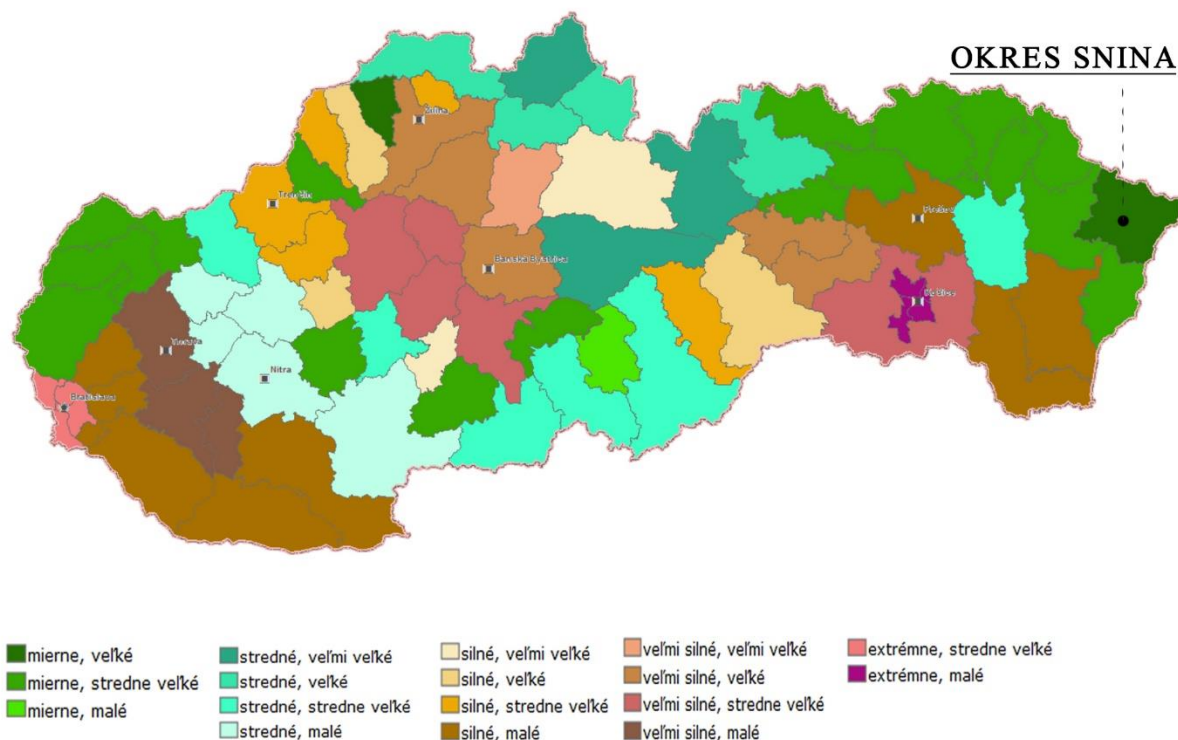 OKRES SNINA
Žilina
Trenčín
Prešov
Banská Bystrica
Košice
Trnava
Nitra
Bratislava
mierne, veľké
mierne, stredne veľké
mierne, malé
stredné, veľmi veľké
stredné, veľké
stredné, stredne veľké
stredné, malé
silné, veľmi veľké
silné, veľké
silné, stredne veľké
silné, malé
veľmi silné, veľmi veľké
veľmi silné, veľké
veľmi silné, stredne veľké
veľmi silné, malé
extrémne, stredne veľké
extrémne, malé